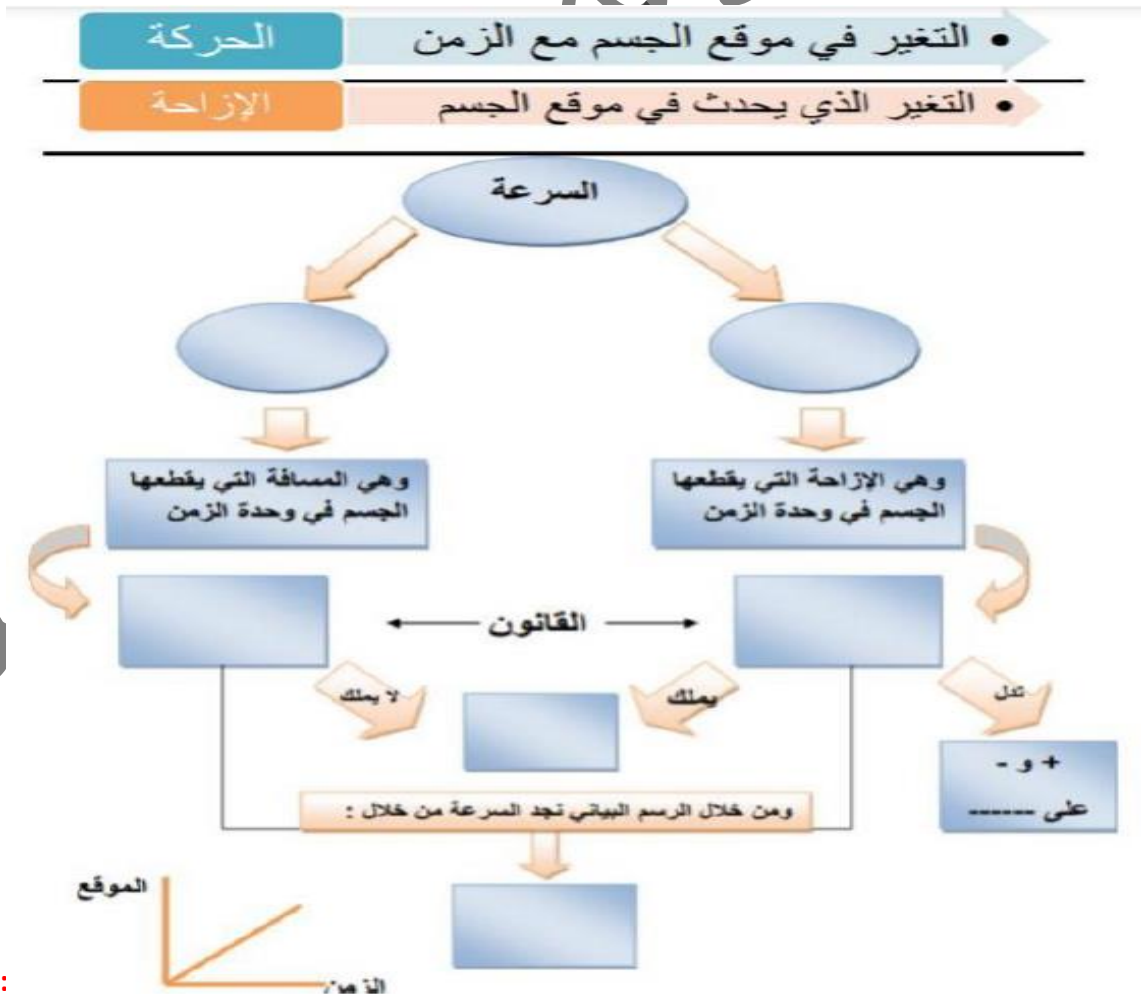 • التغير في موقع الجسم مع الزمن
الحركة
• التغير الذي يحدث في موقع الجسم
الإزاحة
السرعة
وهي الإزاحة التي يقطعها
الجسم في وحدة الزمن
وهي المسافة التي يقطعها
الجسم في وحدة الزمن
القانون
يملك
لا يملك
تدل
+ و -
على ------
ومن خلال الرسم البياني نجد السرعة من خلال :
الموقع
الزمن
: